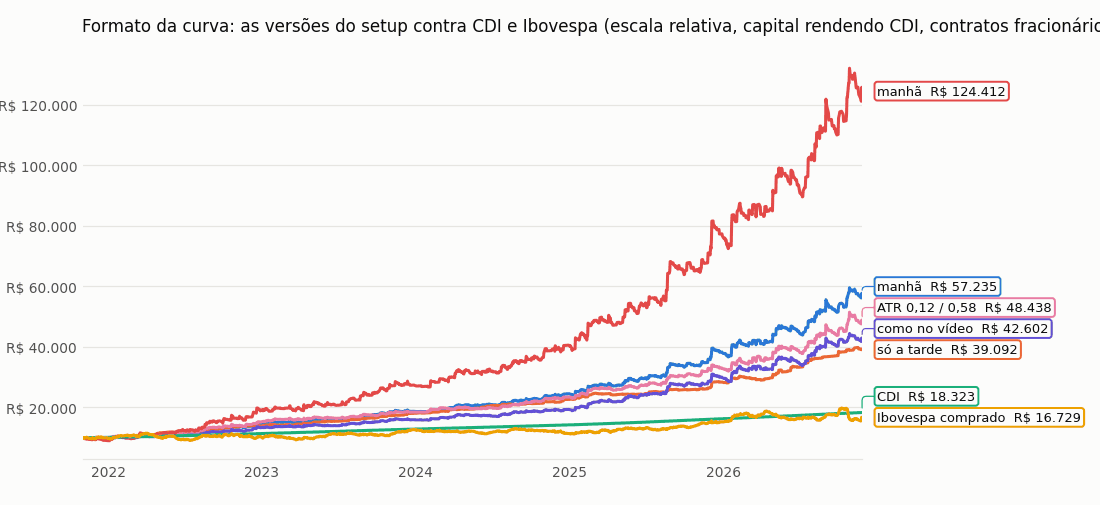 Formato da curva: as versões do setup contra CDI e Ibovespa (escala relativa, capital rendendo CDI, contratos fracionário
R$ 120.000
R$ 100.000
R$ 80.000
R$ 60.000
R$ 40.000
R$ 20.000
manhã R$ 124.412
manhã R$ 57.235
ATR 0,12 / 0,58 R$ 48.438
como no vídeo R$ 42.602
só a tarde R$ 39.092
CDI R$ 18.323
Ibovespa comprado R$ 16.729
2022 2023 2024 2025 2026